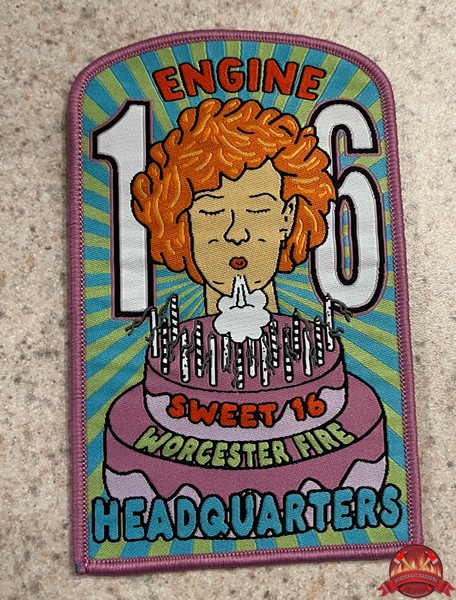 ENGINE
16
SWEET 16
WORCESTER FIRE
HEADQUARTERS